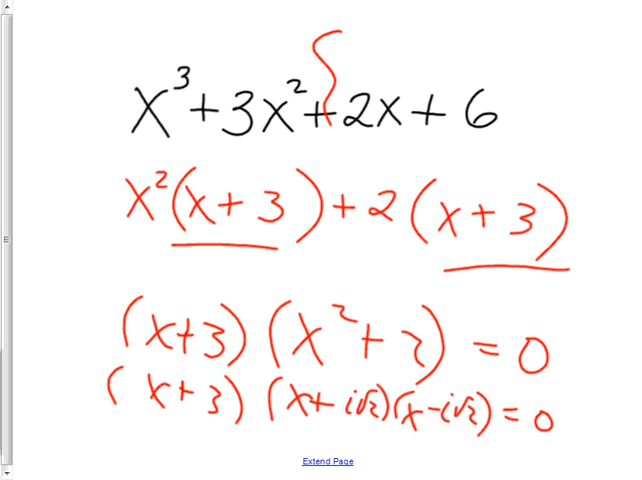 x³+3x²+2x+6
x²(x+3)+2(x+3)
(x+3)(x²+2)=0
(x+3)(x+i√2)(x-i√2)=0
Extend Page